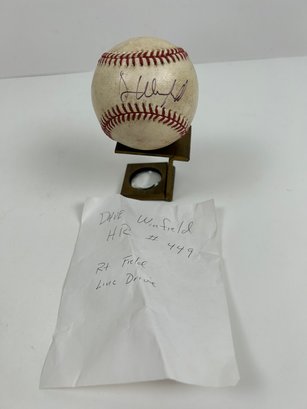 Dave Winfield
HR # 449
Rt Field
Line Drive